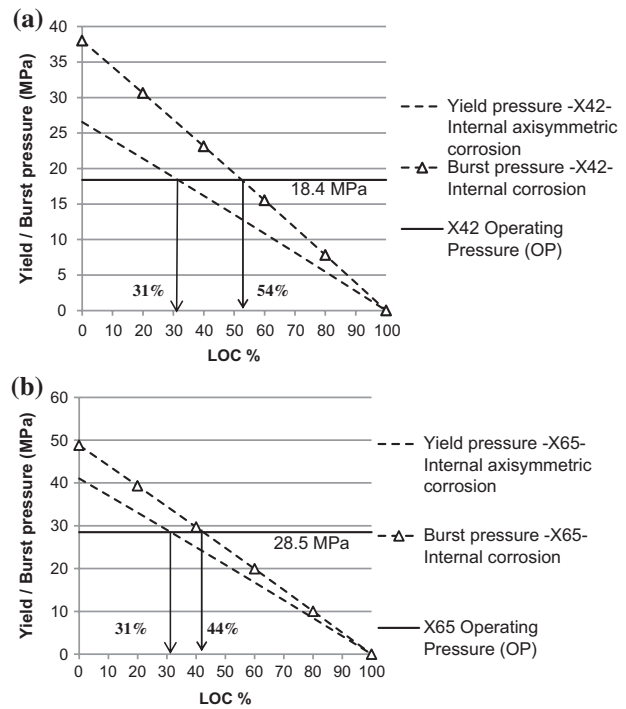 (a)
Yield / Burst pressure (MPa)
40
35
30
25
20
15
10
5
0
18.4 MPa
31%
54%
0 10 20 30 40 50 60 70 80 90 100
LOC %
Yield pressure -X42-
Internal axisymmetric
corrosion
Burst pressure -X42-
Internal corrosion
X42 Operating
Pressure (OP)
(b)
Yield / Burst pressure (MPa)
60
50
40
30
20
10
0
28.5 MPa
31%
44%
0 10 20 30 40 50 60 70 80 90 100
LOC %
Yield pressure -X65-
Internal axisymmetric
corrosion
Burst pressure -X65-
Internal corrosion
X65 Operating
Pressure (OP)